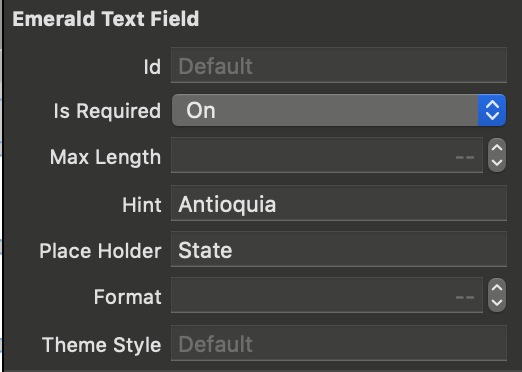 Emerald Text Field
Id Default
Is Required On
Max Length --
Hint Antioquia
Place Holder State
Format --
Theme Style Default